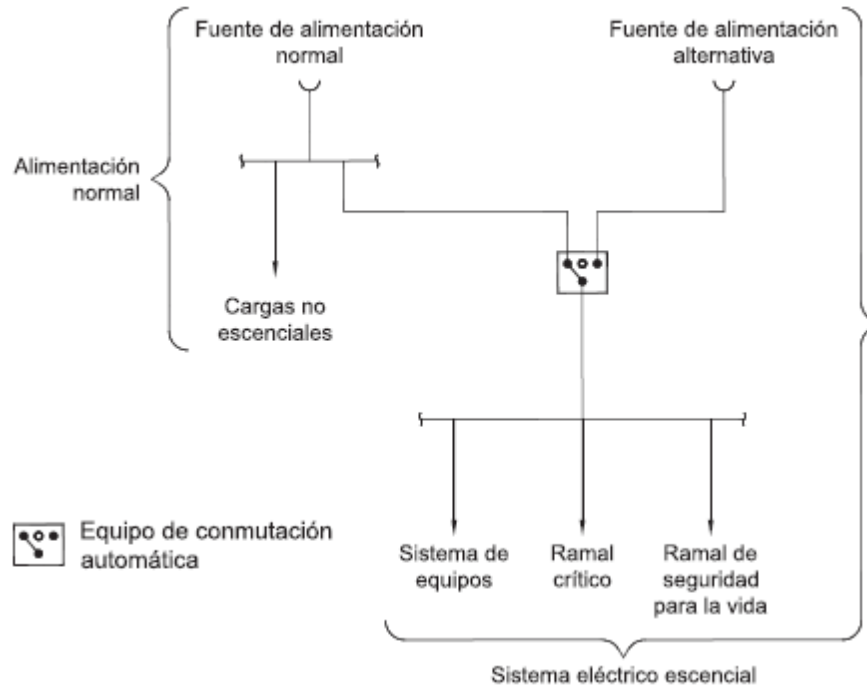 Fuente de alimentación
normal
Fuente de alimentación
alternativa
Alimentación
normal
Cargas no
escenciales
Equipo de conmutación
automática
Sistema de
equipos
Ramal
crítico
Ramal de
seguridad
para la vida
Sistema eléctrico escencial